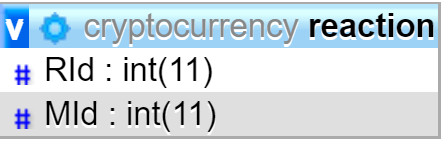 v cryptocurrency reaction
# RId : int(11)
# MId : int(11)